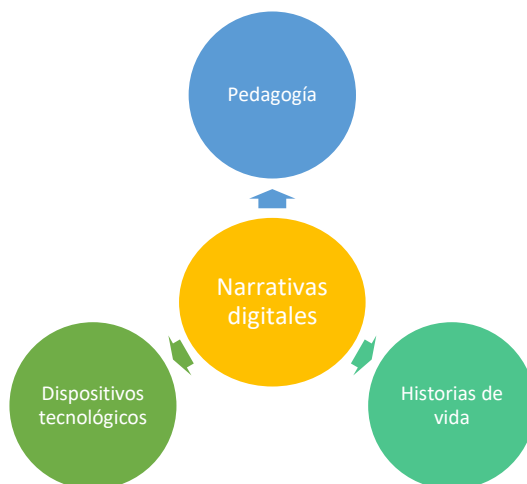 Pedagogía
Narrativas
digitales
Dispositivos
tecnológicos
Historias de
vida